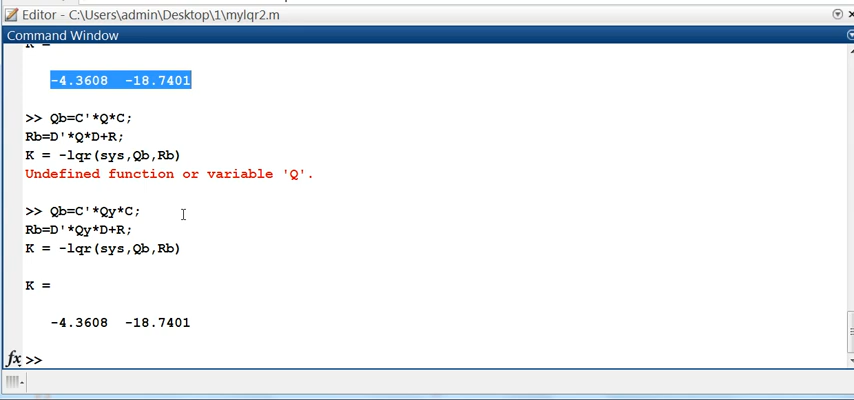 Editor - C:\Users\admin\Desktop\1\mylqr2.m
Command Window
K =
-4.3608 -18.7401
>> Qb=C'*Q*C;
Rb=D'*Q*D+R;
K = -lqr(sys,Qb,Rb)
Undefined function or variable 'Q'.
>> Qb=C'*Qy*C;
Rb=D'*Qy*D+R;
K = -lqr(sys,Qb,Rb)
K =
-4.3608 -18.7401
fx >>